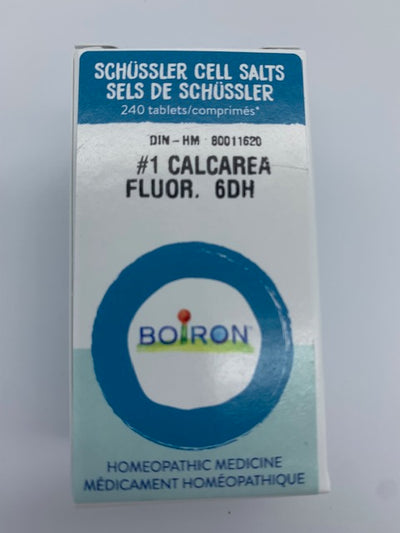 SCHÜSSLER CELL SALTS
SELS DE SCHÜSSLER
240 tablets/comprimés*
DIN-HM 80011620
#1 CALCAREA
FLUOR. 6DH
BOIRON
HOMEOPATHIC MEDICINE
MÉDICAMENT HOMÉOPATHIQUE